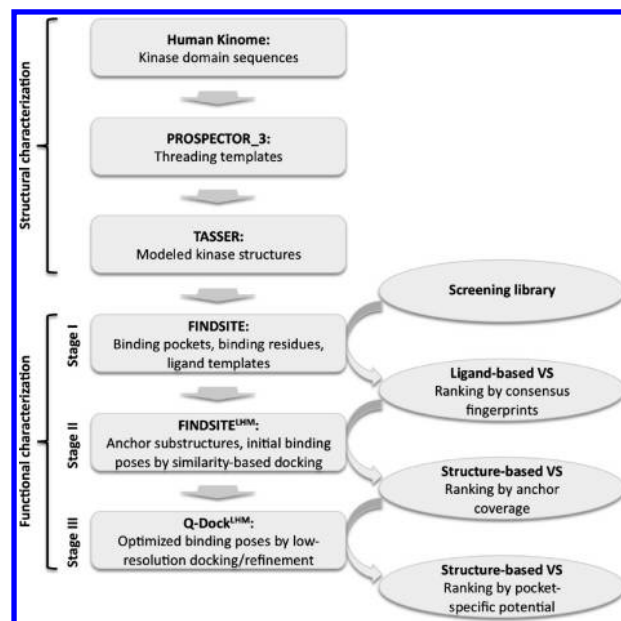 Structural characterization
Human Kinome:
Kinase domain sequences
PROSPECTOR_3:
Threading templates
TASSER:
Modeled kinase structures
Screening library
Functional characterization
Stage I
FINDSITE:
Binding pockets, binding residues,
ligand templates
Ligand-based VS
Ranking by consensus
fingerprints
Stage II
FINDSITELHM:
Anchor substructures, initial binding
poses by similarity-based docking
Structure-based VS
Ranking by anchor
coverage
Stage III
Q-DockLHM:
Optimized binding poses by low-
resolution docking/refinement
Structure-based VS
Ranking by pocket-
specific potential